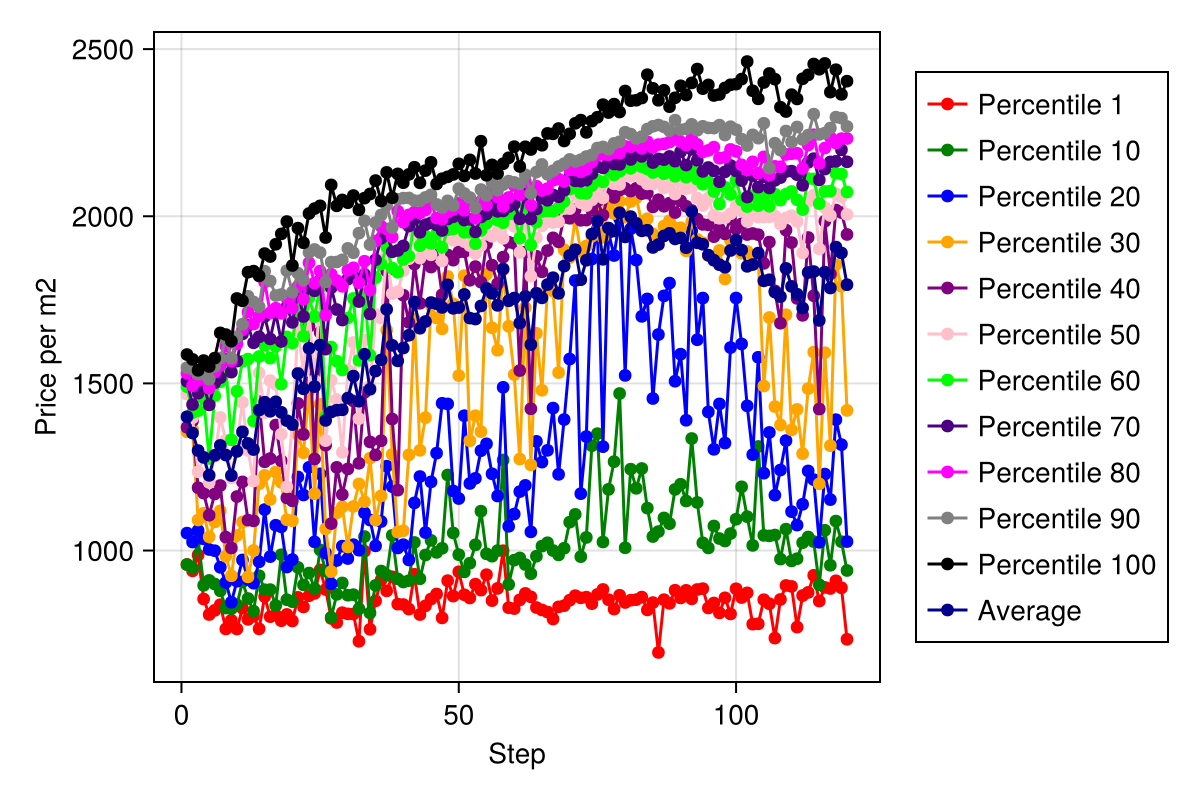 2500
2000
1500
1000
Price per m2
0
50
100
Step
Percentile 1
Percentile 10
Percentile 20
Percentile 30
Percentile 40
Percentile 50
Percentile 60
Percentile 70
Percentile 80
Percentile 90
Percentile 100
Average